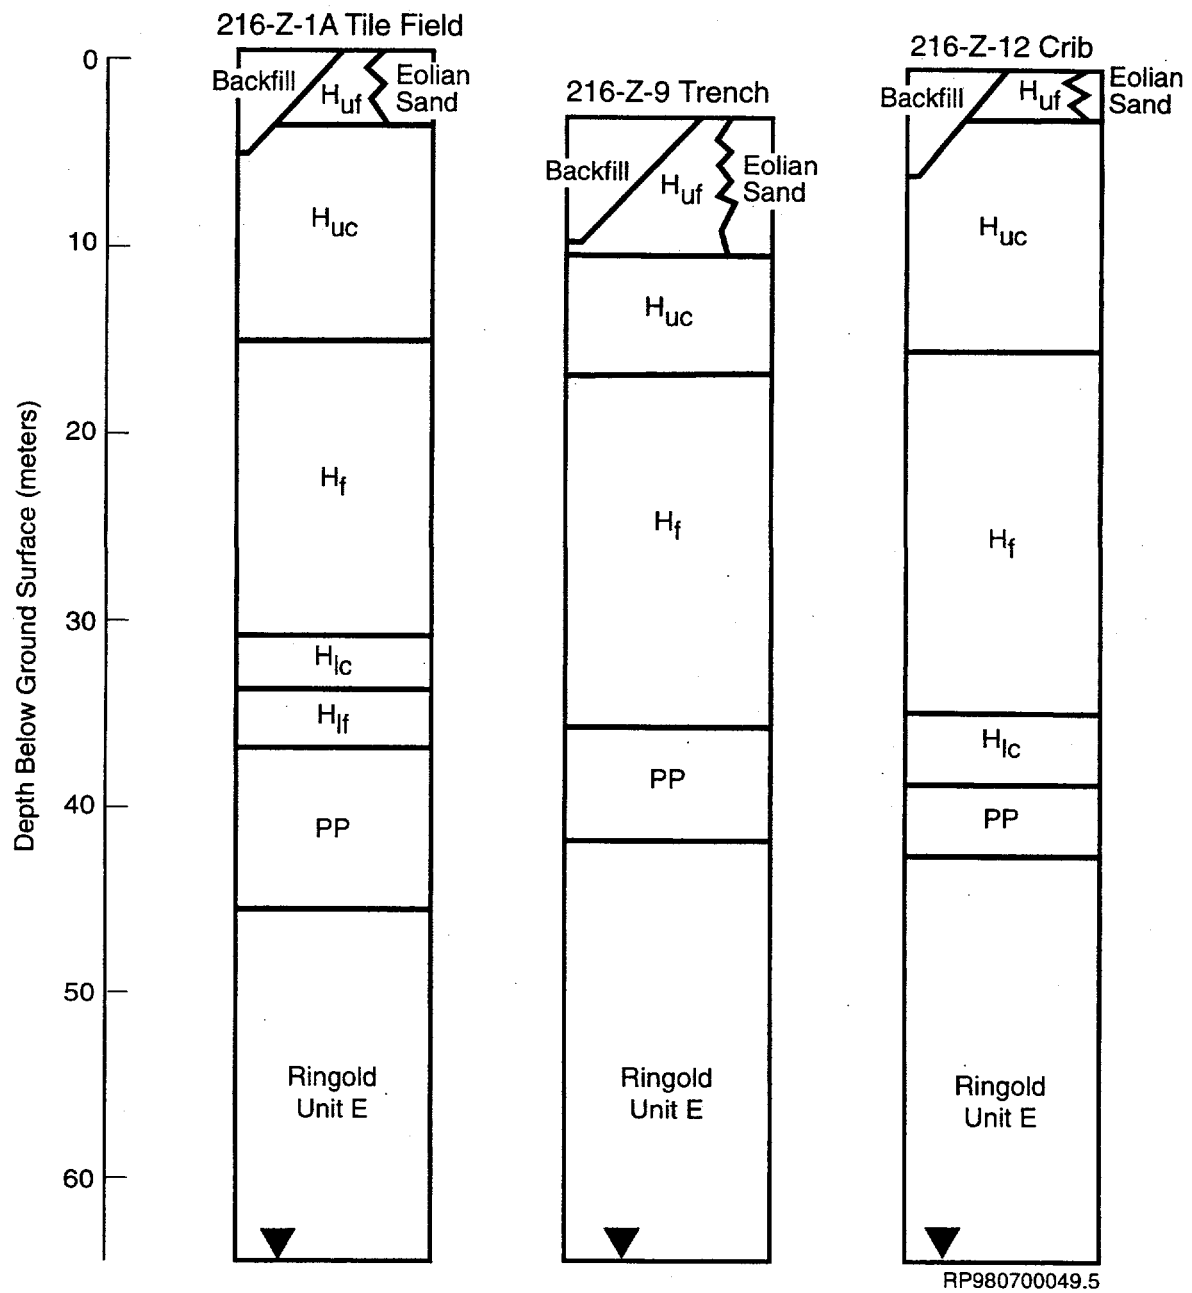 216-Z-1A Tile Field
216-Z-9 Trench
216-Z-12 Crib
Depth Below Ground Surface (meters)
0
10
20
30
40
50
60
Backfill
Huf
Eolian
Sand
Huc
Hf
Hlc
Hlf
PP
Ringold
Unit E
Backfill
Huf
Eolian
Sand
Huc
Hf
PP
Ringold
Unit E
Backfill
Huf
Eolian
Sand
Huc
Hf
Hlc
PP
Ringold
Unit E
RP980700049.5